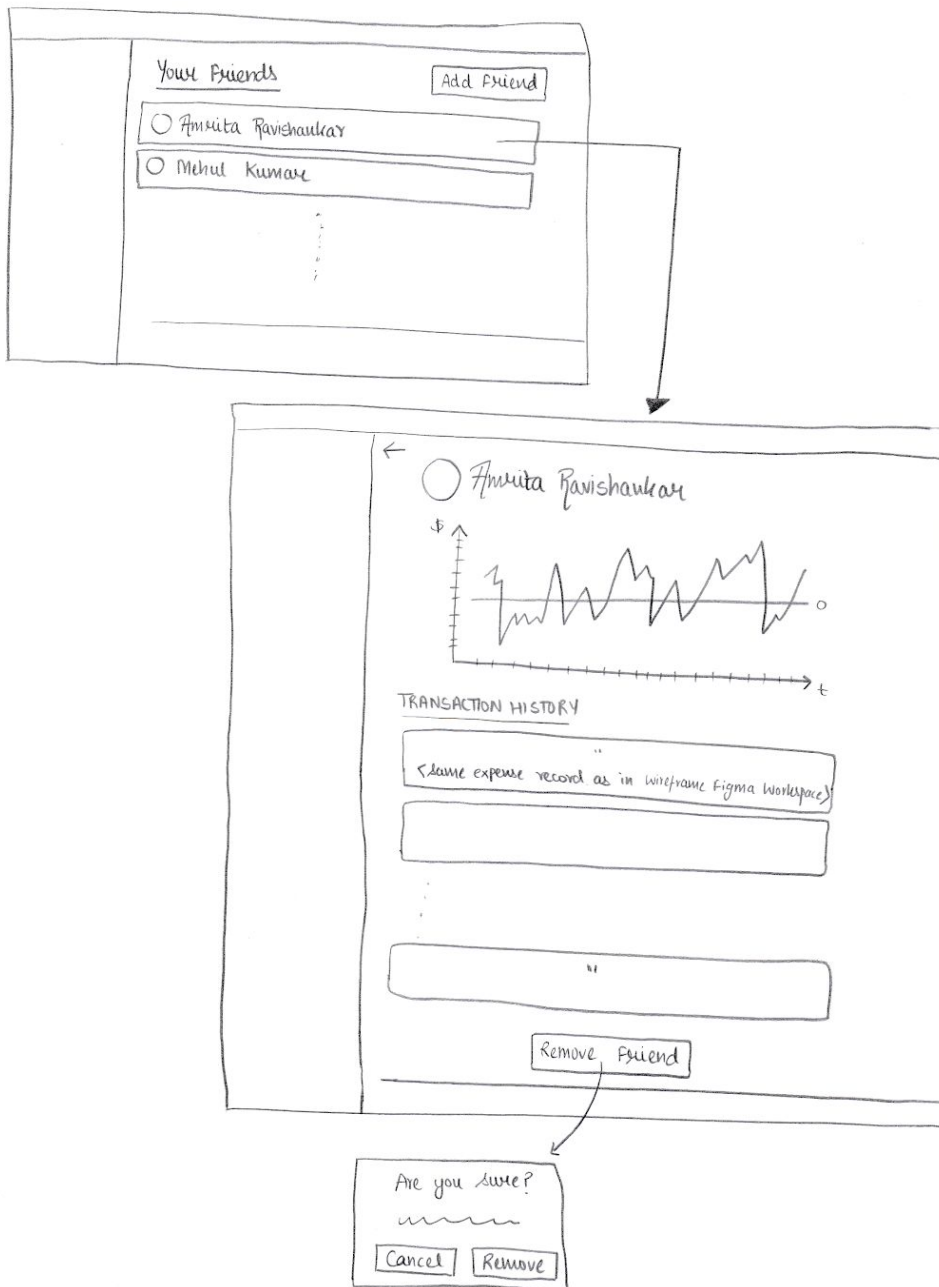 Your Friends
Add Friend
Amrita Ravishankar
Mehul Kumar
←
Amrita Ravishankar
$
0
t
TRANSACTION HISTORY
"
<same expense record as in wireframe Figma Workspace>
"
Remove Friend
Are you sure?
Cancel
Remove